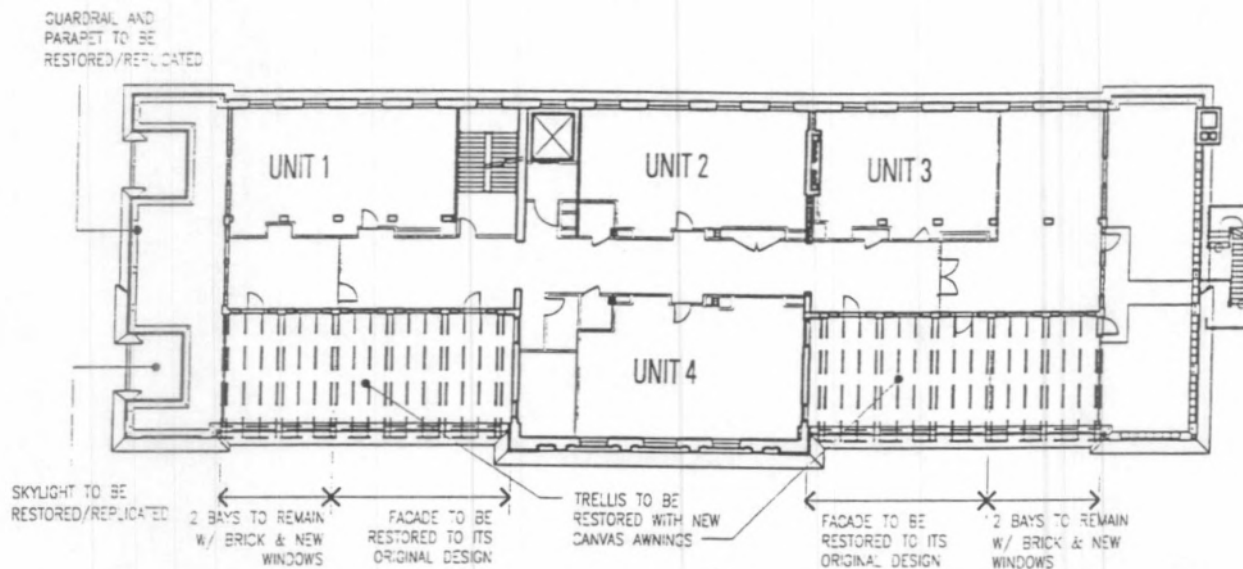 GUARDRAIL AND
PARAPET TO BE
RESTORED/REPLICATED
UNIT 1
UNIT 2
UNIT 3
UNIT 4
SKYLIGHT TO BE
RESTORED/REPLICATED
2 BAYS TO REMAIN
W/ BRICK & NEW
WINDOWS
FACADE TO BE
RESTORED TO ITS
ORIGINAL DESIGN
TRELLIS TO BE
RESTORED WITH NEW
CANVAS AWNINGS
FACADE TO BE
RESTORED TO ITS
ORIGINAL DESIGN
2 BAYS TO REMAIN
W/ BRICK & NEW
WINDOWS